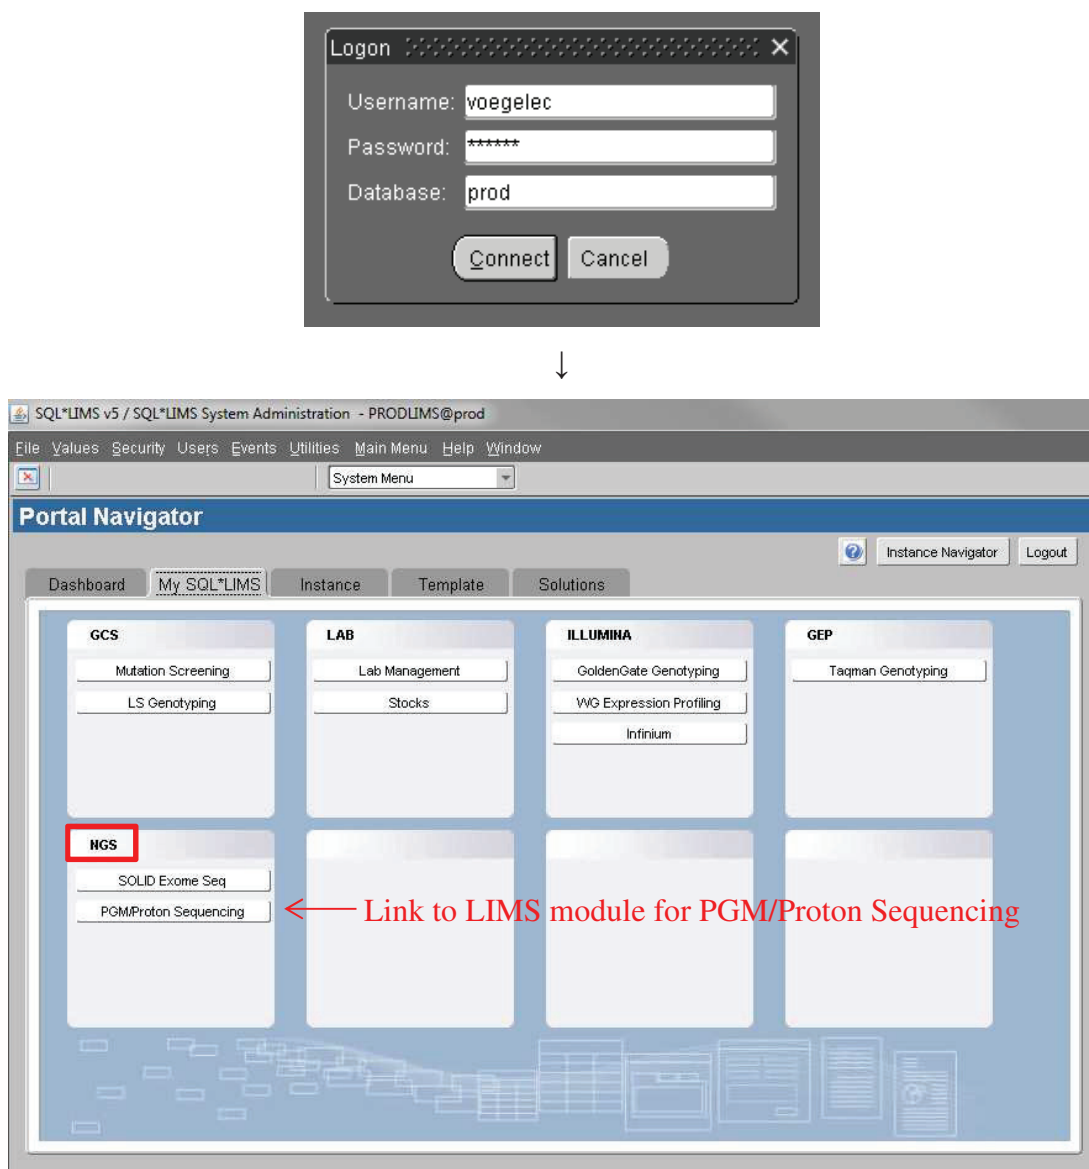 Logon
Username: voegelec
Password: ******
Database: prod
Connect Cancel
↓
SQL*LIMS v5 / SQL*LIMS System Administration - PRODLIMS@prod
File Values Security Users Events Utilities Main Menu Help Window
System Menu
Portal Navigator
Instance Navigator Logout
Dashboard My SQL*LIMS Instance Template Solutions
GCS LAB ILLUMINA GEP
Mutation Screening Lab Management GoldenGate Genotyping Taqman Genotyping
LS Genotyping Stocks WG Expression Profiling
Infinium
NGS
SOLID Exome Seq
PGM/Proton Sequencing Link to LIMS module for PGM/Proton Sequencing